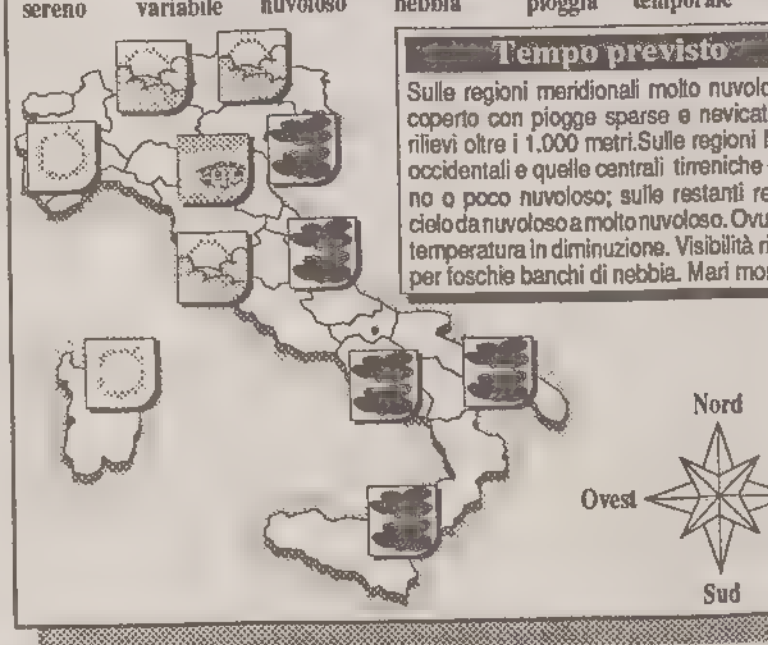 sereno variabile nuvoloso nebbia pioggia temporale
Tempo previsto
Sulle regioni meridionali molto nuvolo
coperto con piogge sparse e nevicat
rilievi oltre i 1.000 metri.Sulle regioni
occidentali e quelle centrali tirreniche
no o poco nuvoloso; sulle restanti re
cielo da nuvoloso a molto nuvoloso. Ovu
temperatura in diminuzione. Visibilità ri
per foschie banchi di nebbia. Mari mos
Nord
Ovest
Sud